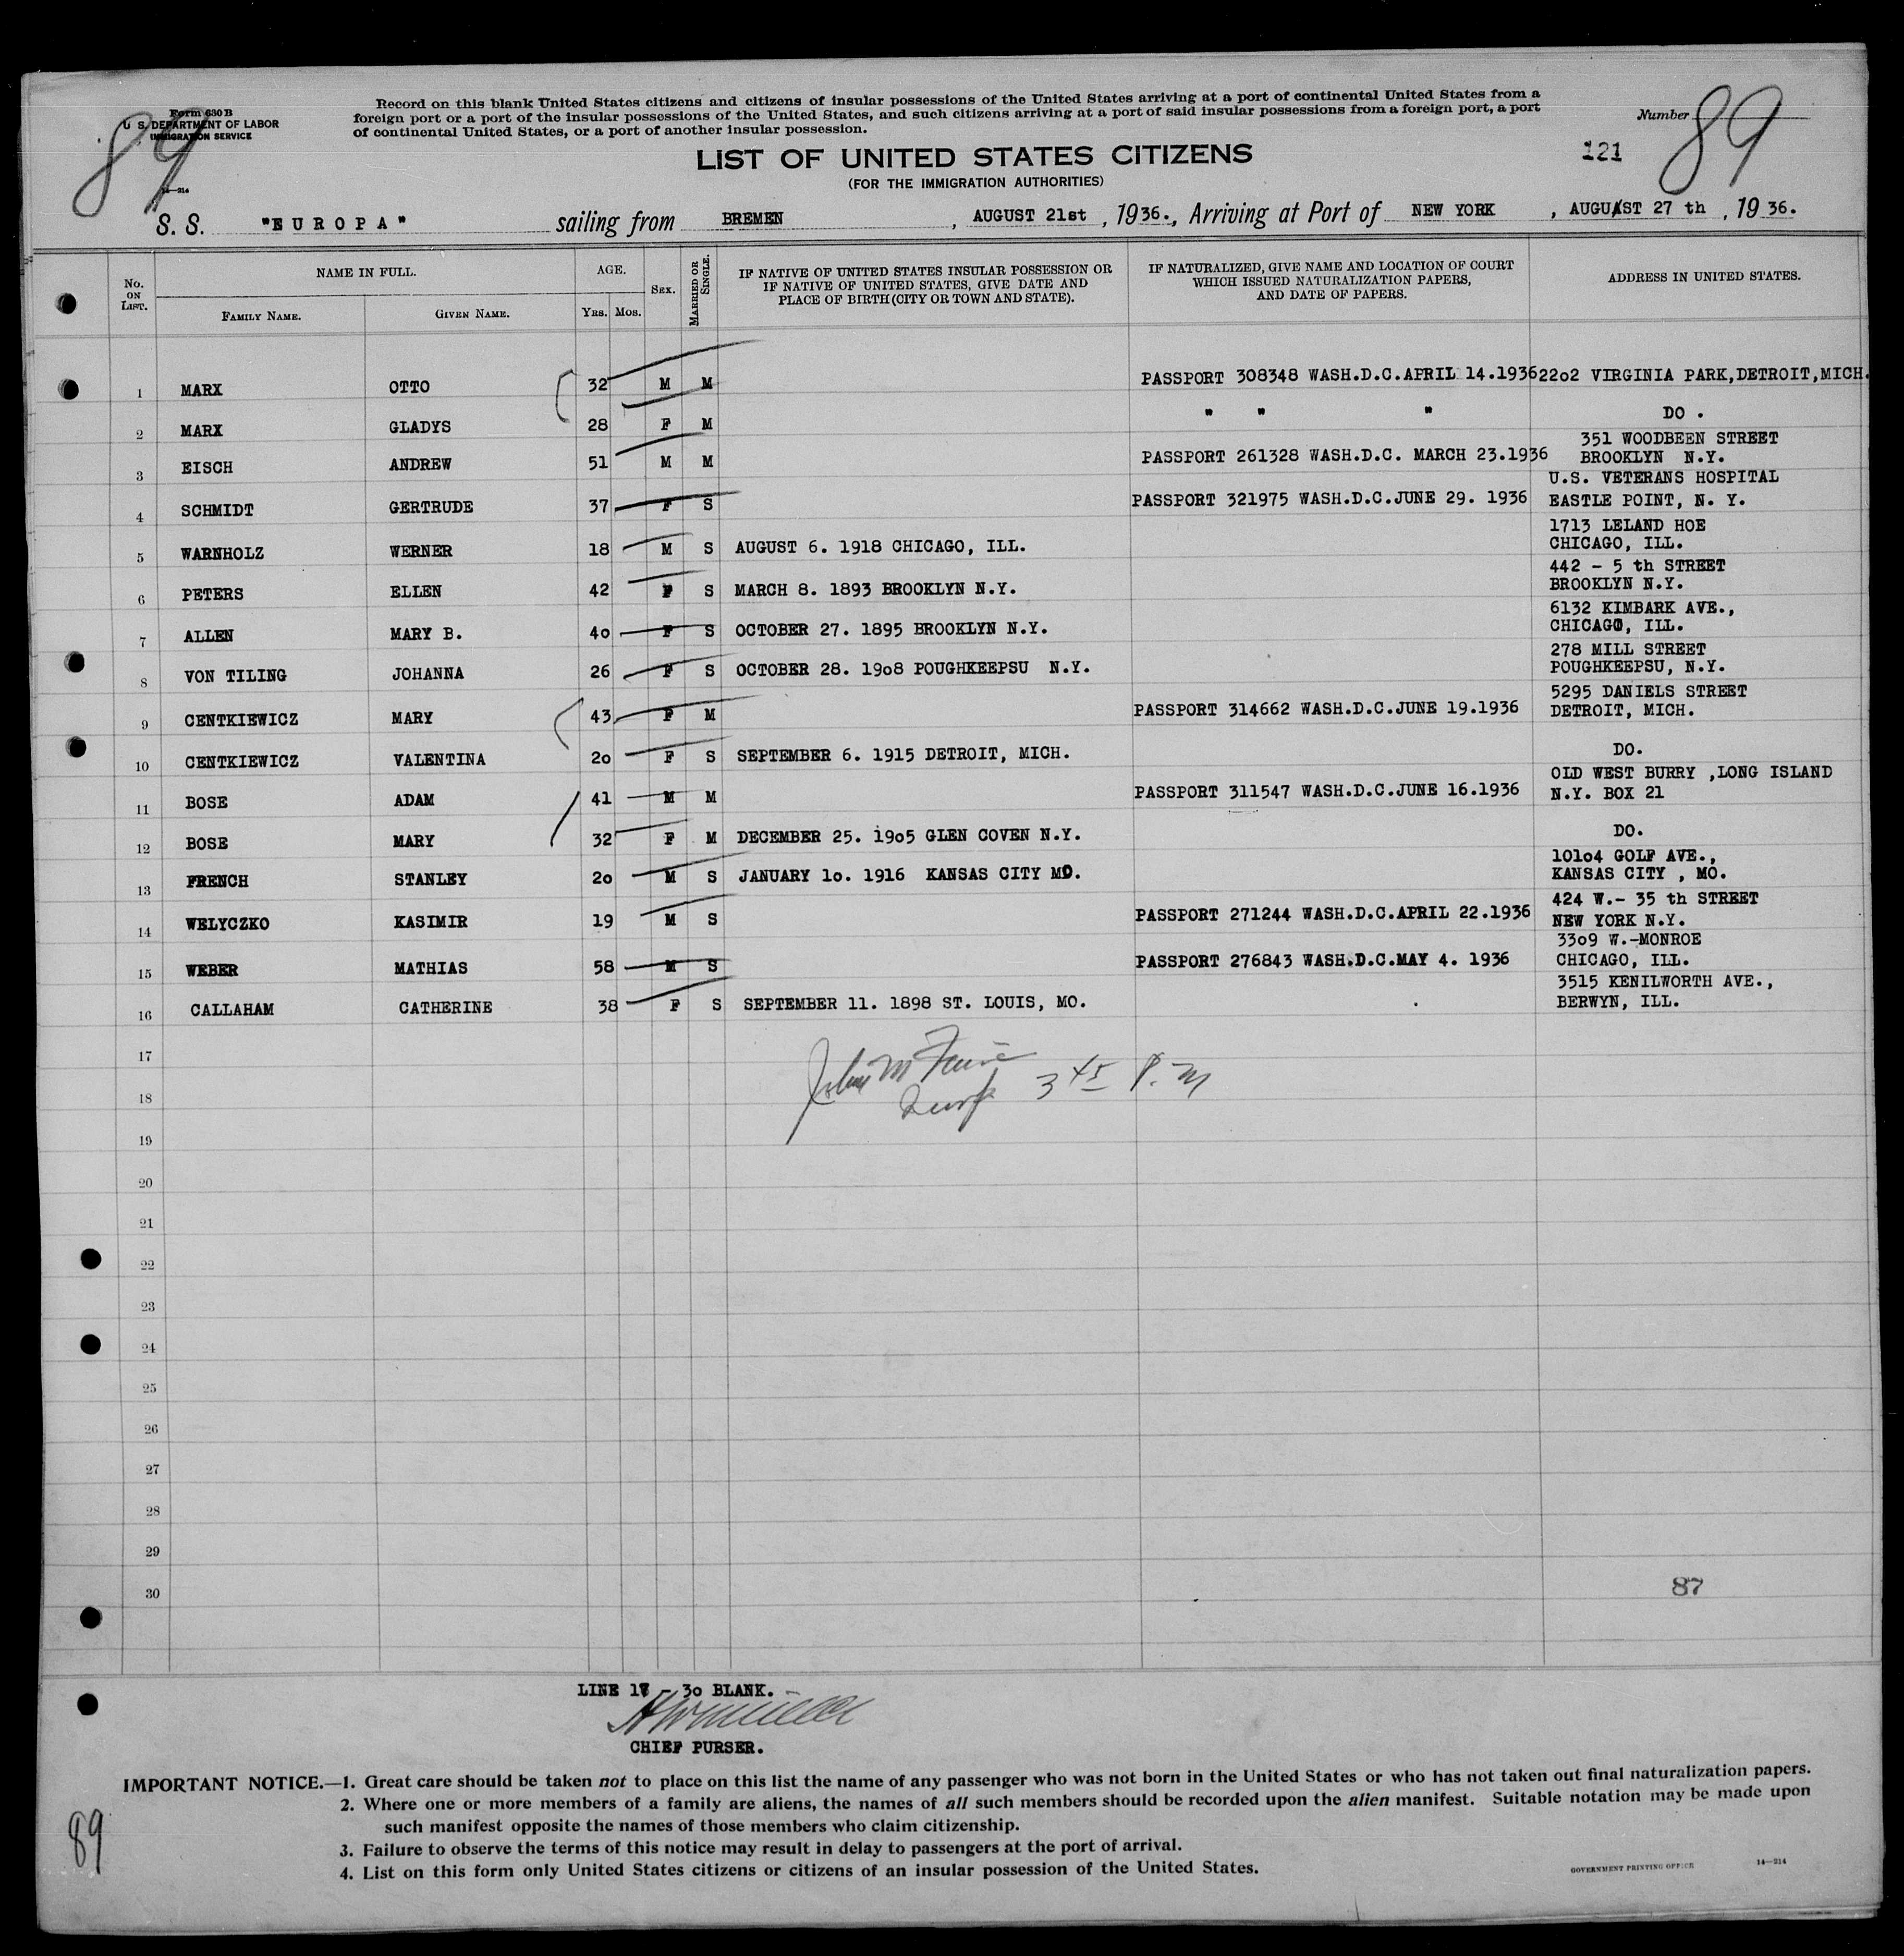 Form 630 B
U. S. DEPARTMENT OF LABOR
IMMIGRATION SERVICE
14—214
89
Record on this blank United States citizens and citizens of insular possessions of the United States arriving at a port of continental United States from a
foreign port or a port of the insular possessions of the United States, and such citizens arriving at a port of said insular possessions from a foreign port, a port
of continental United States, or a port of another insular possession.
Number 89
121
LIST OF UNITED STATES CITIZENS
(FOR THE IMMIGRATION AUTHORITIES)
S. S. "EUROPA" sailing from BREMEN, AUGUST 21st, 1936., Arriving at Port of NEW YORK, AUGUST 27 th, 1936.
No. ON LIST. NAME IN FULL. AGE. SEX. MARRIED OR SINGLE. IF NATIVE OF UNITED STATES INSULAR POSSESSION OR IF NATIVE OF UNITED STATES, GIVE DATE AND PLACE OF BIRTH (CITY OR TOWN AND STATE). IF NATURALIZED, GIVE NAME AND LOCATION OF COURT WHICH ISSUED NATURALIZATION PAPERS, AND DATE OF PAPERS. ADDRESS IN UNITED STATES.
FAMILY NAME. GIVEN NAME. YRS. MOS.
1 MARX OTTO 32 M M PASSPORT 308348 WASH.D.C.APRIL 14.1936 2202 VIRGINIA PARK,DETROIT,MICH.
2 MARX GLADYS 28 F M " " " DO .
3 EISCH ANDREW 51 M M PASSPORT 261328 WASH.D.C. MARCH 23.1936 351 WOODBEEN STREET BROOKLYN N.Y.
4 SCHMIDT GERTRUDE 37 F S PASSPORT 321975 WASH.D.C.JUNE 29. 1936 U.S. VETERANS HOSPITAL EASTLE POINT, N. Y.
5 WARNHOLZ WERNER 18 M S AUGUST 6. 1918 CHICAGO, ILL. 1713 LELAND HOE CHICAGO, ILL.
6 PETERS ELLEN 42 F S MARCH 8. 1893 BROOKLYN N.Y. 442 - 5 th STREET BROOKLYN N.Y.
7 ALLEN MARY B. 4o F S OCTOBER 27. 1895 BROOKLYN N.Y. 6132 KIMBARK AVE., CHICAGO, ILL.
8 VON TILING JOHANNA 26 F S OCTOBER 28. 19o8 POUGHKEEPSU N.Y. 278 MILL STREET POUGHKEEPSU, N.Y.
9 CENTKIEWICZ MARY 43 F M PASSPORT 314662 WASH.D.C.JUNE 19.1936 5295 DANIELS STREET DETROIT, MICH.
10 CENTKIEWICZ VALENTINA 2o F S SEPTEMBER 6. 1915 DETROIT, MICH. DO.
11 BOSE ADAM 41 M M PASSPORT 311547 WASH.D.C.JUNE 16.1936 OLD WEST BURRY ,LONG ISLAND N.Y. BOX 21
12 BOSE MARY 32 F M DECEMBER 25. 19o5 GLEN COVEN N.Y. DO.
13 FRENCH STANLEY 2o M S JANUARY 1o. 1916 KANSAS CITY MO. 1o1o4 GOLF AVE., KANSAS CITY , MO.
14 WELYCZKO KASIMIR 19 M S PASSPORT 271244 WASH.D.C.APRIL 22.1936 424 W.- 35 th STREET NEW YORK N.Y.
15 WEBER MATHIAS 58 M S PASSPORT 276843 WASH.D.C.MAY 4. 1936 33o9 W.-MONROE CHICAGO, ILL.
16 CALLAHAM CATHERINE 38 F S SEPTEMBER 11. 1898 ST. LOUIS, MO. 3515 KENILWORTH AVE., BERWYN, ILL.
17
John M
18
3 45 P. M
19
20
21
22
23
24
25
26
27
28
29
30
87
LINE 17 - 3o BLANK.
CHIEF PURSER.
IMPORTANT NOTICE.—1. Great care should be taken not to place on this list the name of any passenger who was not born in the United States or who has not taken out final naturalization papers.
2. Where one or more members of a family are aliens, the names of all such members should be recorded upon the alien manifest. Suitable notation may be made upon
such manifest opposite the names of those members who claim citizenship.
3. Failure to observe the terms of this notice may result in delay to passengers at the port of arrival.
4. List on this form only United States citizens or citizens of an insular possession of the United States.
89
GOVERNMENT PRINTING OFFICE 14—214